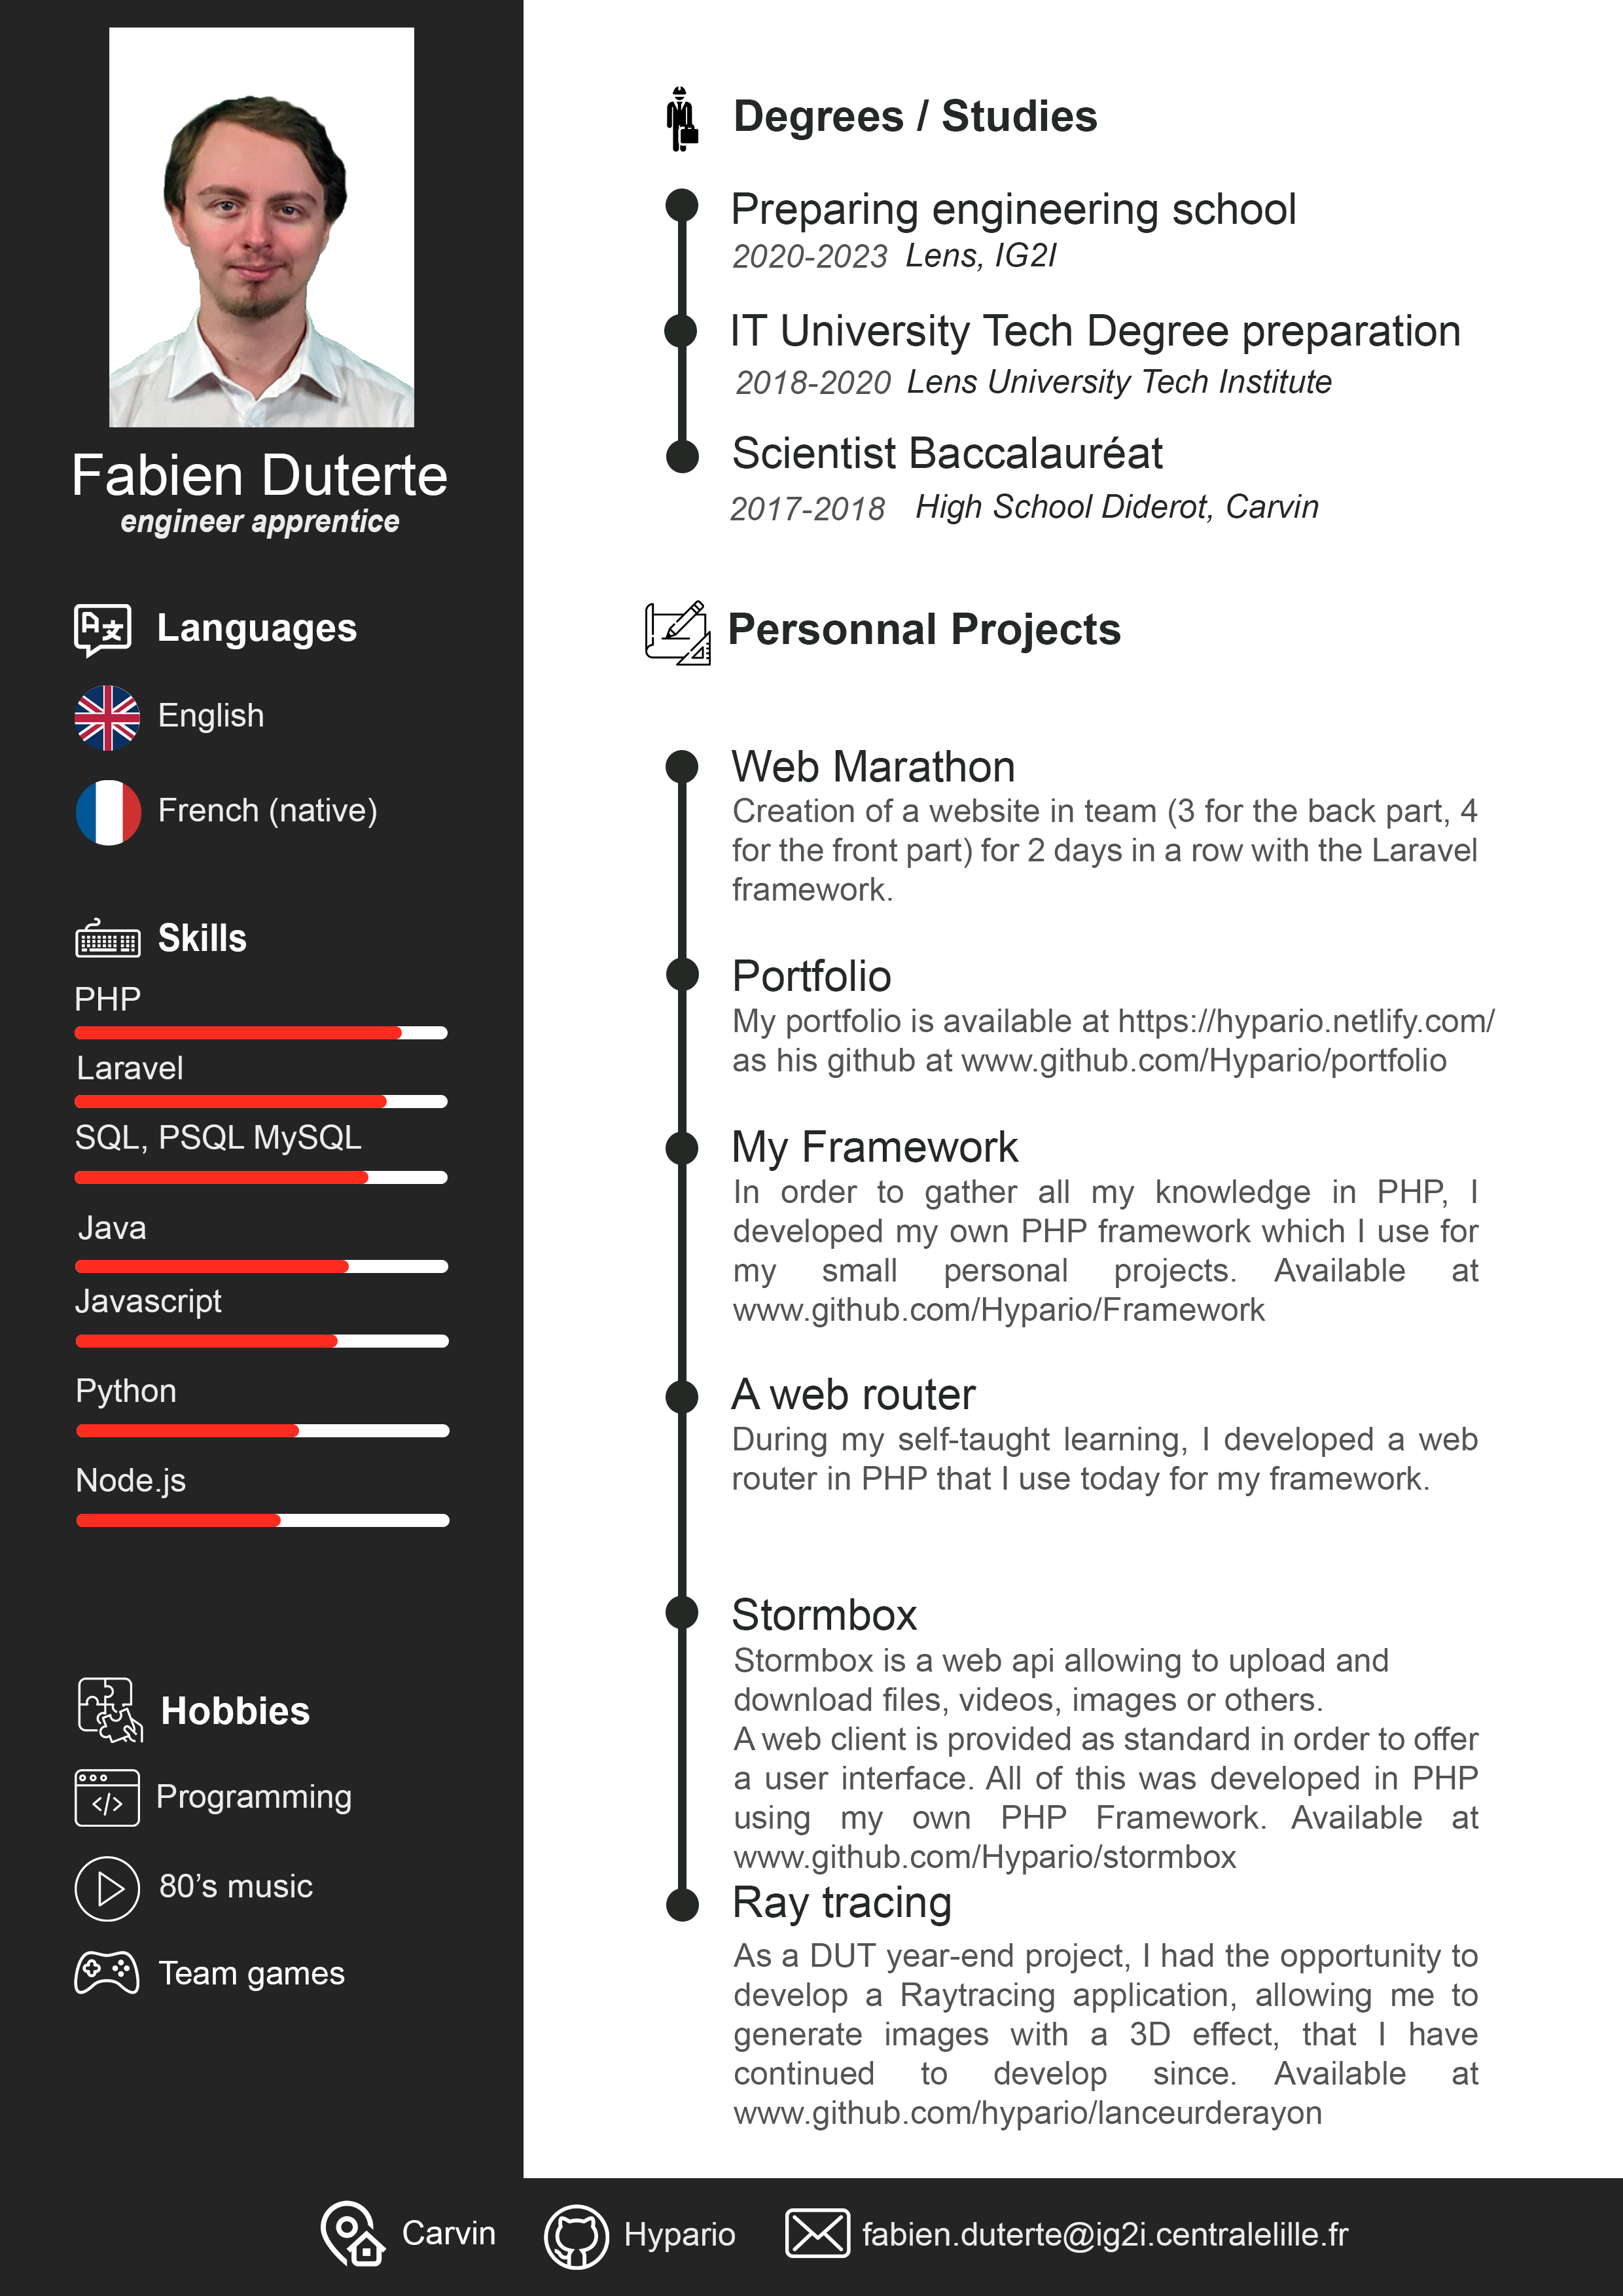 Fabien Duterte
engineer apprentice
Languages
English
French (native)
Skills
PHP
Laravel
SQL, PSQL MySQL
Java
Javascript
Python
Node.js
Hobbies
Programming
80's music
Team games
Degrees / Studies
Preparing engineering school
2020-2023 Lens, IG2I
IT University Tech Degree preparation
2018-2020 Lens University Tech Institute
Scientist Baccalauréat
2017-2018 High School Diderot, Carvin
Personnal Projects
Web Marathon
Creation of a website in team (3 for the back part, 4
for the front part) for 2 days in a row with the Laravel
framework.
Portfolio
My portfolio is available at https://hypario.netlify.com/
as his github at www.github.com/Hypario/portfolio
My Framework
In order to gather all my knowledge in PHP, I
developed my own PHP framework which I use for
my small personal projects. Available at
www.github.com/Hypario/Framework
A web router
During my self-taught learning, I developed a web
router in PHP that I use today for my framework.
Stormbox
Stormbox is a web api allowing to upload and
download files, videos, images or others.
A web client is provided as standard in order to offer
a user interface. All of this was developed in PHP
using my own PHP Framework. Available at
www.github.com/Hypario/stormbox
Ray tracing
As a DUT year-end project, I had the opportunity to
develop a Raytracing application, allowing me to
generate images with a 3D effect, that I have
continued to develop since. Available at
www.github.com/hypario/lanceurderayon
Carvin
Hypario
fabien.duterte@ig2i.centralelille.fr